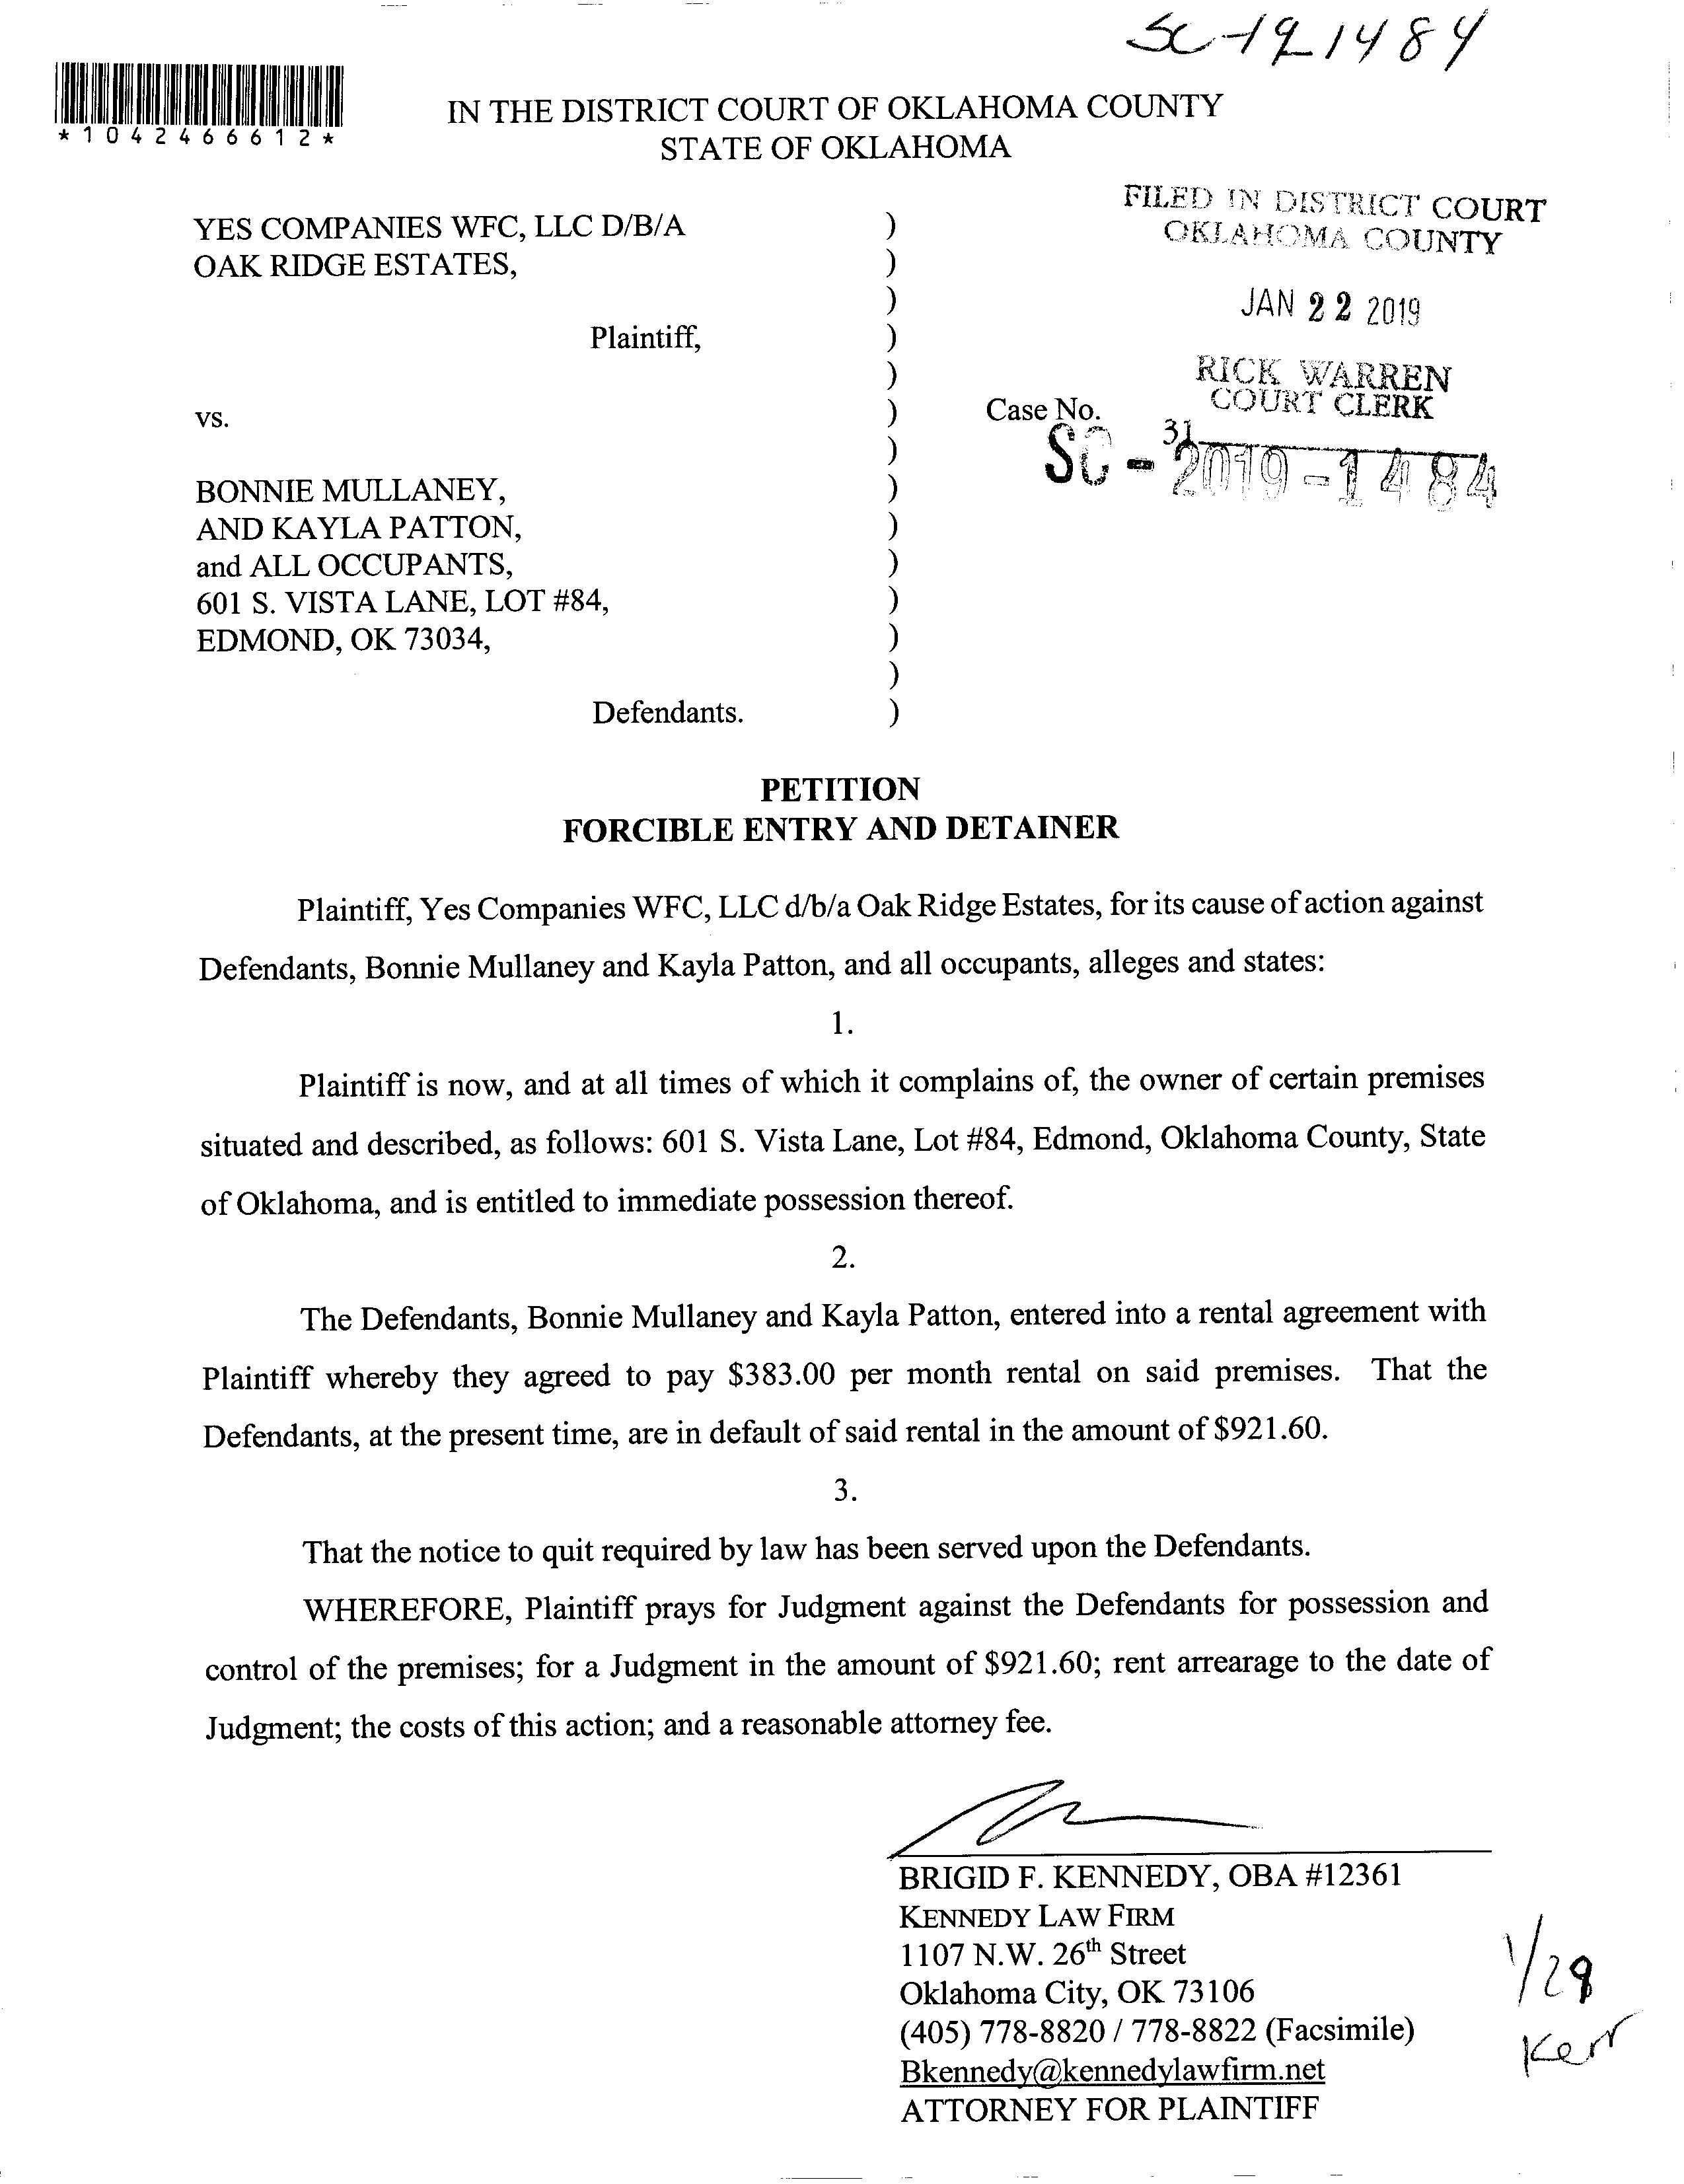 SC-19-1484
*1042466612*
IN THE DISTRICT COURT OF OKLAHOMA COUNTY
STATE OF OKLAHOMA
FILED IN DISTRICT COURT
OKLAHOMA COUNTY
JAN 22 2019
RICK WARREN
COURT CLERK
31
YES COMPANIES WFC, LLC D/B/A )
OAK RIDGE ESTATES, )
)
Plaintiff, )
)
vs. ) Case No.
) SC - 2019 - 1484
BONNIE MULLANEY, )
AND KAYLA PATTON, )
and ALL OCCUPANTS, )
601 S. VISTA LANE, LOT #84, )
EDMOND, OK 73034, )
)
Defendants. )
PETITION
FORCIBLE ENTRY AND DETAINER
Plaintiff, Yes Companies WFC, LLC d/b/a Oak Ridge Estates, for its cause of action against
Defendants, Bonnie Mullaney and Kayla Patton, and all occupants, alleges and states:
1.
Plaintiff is now, and at all times of which it complains of, the owner of certain premises
situated and described, as follows: 601 S. Vista Lane, Lot #84, Edmond, Oklahoma County, State
of Oklahoma, and is entitled to immediate possession thereof.
2.
The Defendants, Bonnie Mullaney and Kayla Patton, entered into a rental agreement with
Plaintiff whereby they agreed to pay $383.00 per month rental on said premises. That the
Defendants, at the present time, are in default of said rental in the amount of $921.60.
3.
That the notice to quit required by law has been served upon the Defendants.
WHEREFORE, Plaintiff prays for Judgment against the Defendants for possession and
control of the premises; for a Judgment in the amount of $921.60; rent arrearage to the date of
Judgment; the costs of this action; and a reasonable attorney fee.
BRIGID F. KENNEDY, OBA #12361
KENNEDY LAW FIRM
1107 N.W. 26th Street
Oklahoma City, OK 73106
(405) 778-8820 / 778-8822 (Facsimile)
Bkennedy@kennedylawfirm.net
ATTORNEY FOR PLAINTIFF
1/29
Kerr